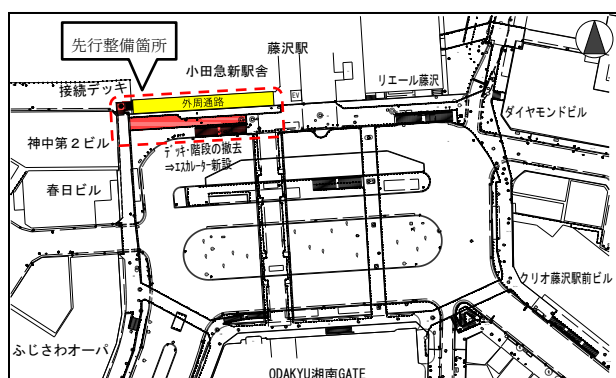 先行整備箇所
藤沢駅
小田急新駅舎
リエール藤沢
接続デッキ
外周通路
EV
ダイヤモンドビル
神中第2ビル
デッキ・階段の撤去
⇒エスカレーター新設
春日ビル
クリオ藤沢駅前ビル
ふじさわオーパ
ODAKYU湘南GATE